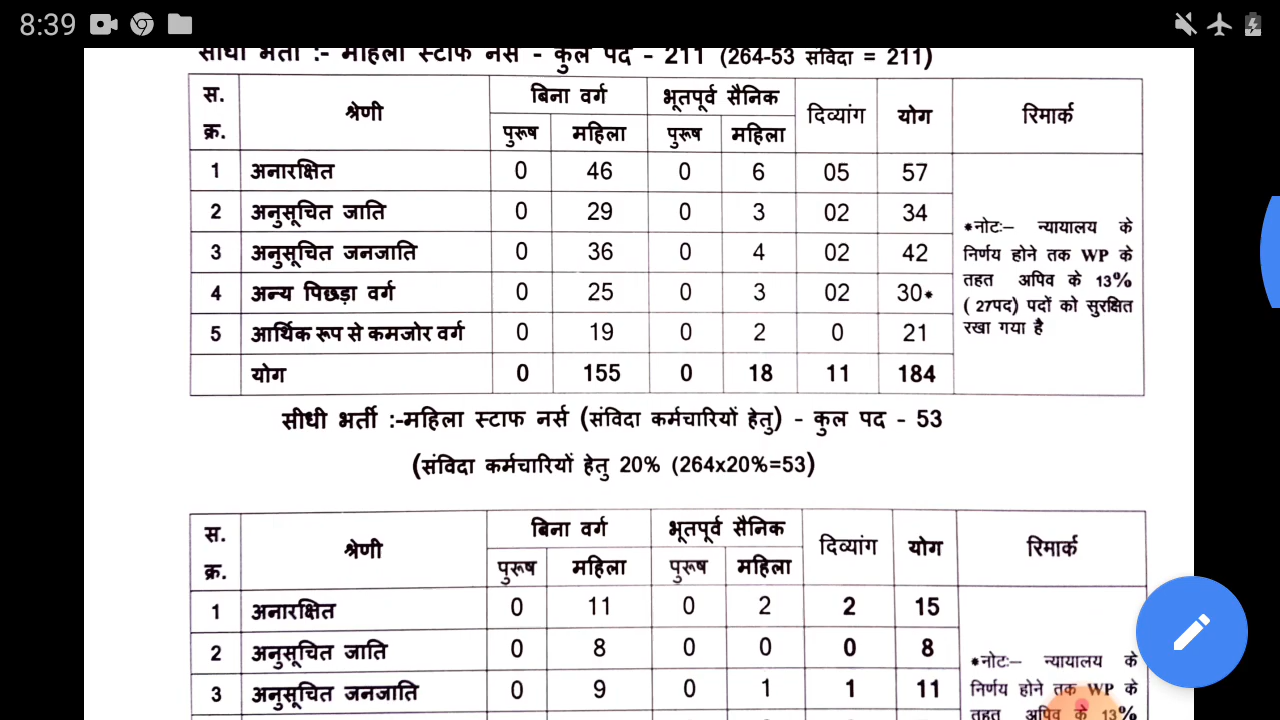 8:39
सीधी भर्ती :- महिला स्टाफ नर्स - कुल पद - 211 (264-53 संविदा = 211)
स. क्र. श्रेणी बिना वर्ग भूतपूर्व सैनिक दिव्यांग योग रिमार्क
पुरूष महिला पुरूष महिला
1 अनारक्षित 0 46 0 6 05 57
2 अनुसूचित जाति 0 29 0 3 02 34
3 अनुसूचित जनजाति 0 36 0 4 02 42
4 अन्य पिछड़ा वर्ग 0 25 0 3 02 30*
5 आर्थिक रूप से कमजोर वर्ग 0 19 0 2 0 21
योग 0 155 0 18 11 184
*नोटः– न्यायालय के
निर्णय होने तक WP के
तहत अपिव के 13%
( 27पद) पदों को सुरक्षित
रखा गया है
सीधी भर्ती :-महिला स्टाफ नर्स (संविदा कर्मचारियों हेतु) - कुल पद - 53
(संविदा कर्मचारियों हेतु 20% (264x20%=53)
स. क्र. श्रेणी बिना वर्ग भूतपूर्व सैनिक दिव्यांग योग रिमार्क
पुरूष महिला पुरूष महिला
1 अनारक्षित 0 11 0 2 2 15
2 अनुसूचित जाति 0 8 0 0 0 8
3 अनुसूचित जनजाति 0 9 0 1 1 11
*नोटः– न्यायालय के
निर्णय होने तक WP के
तहत अपिव के 13%